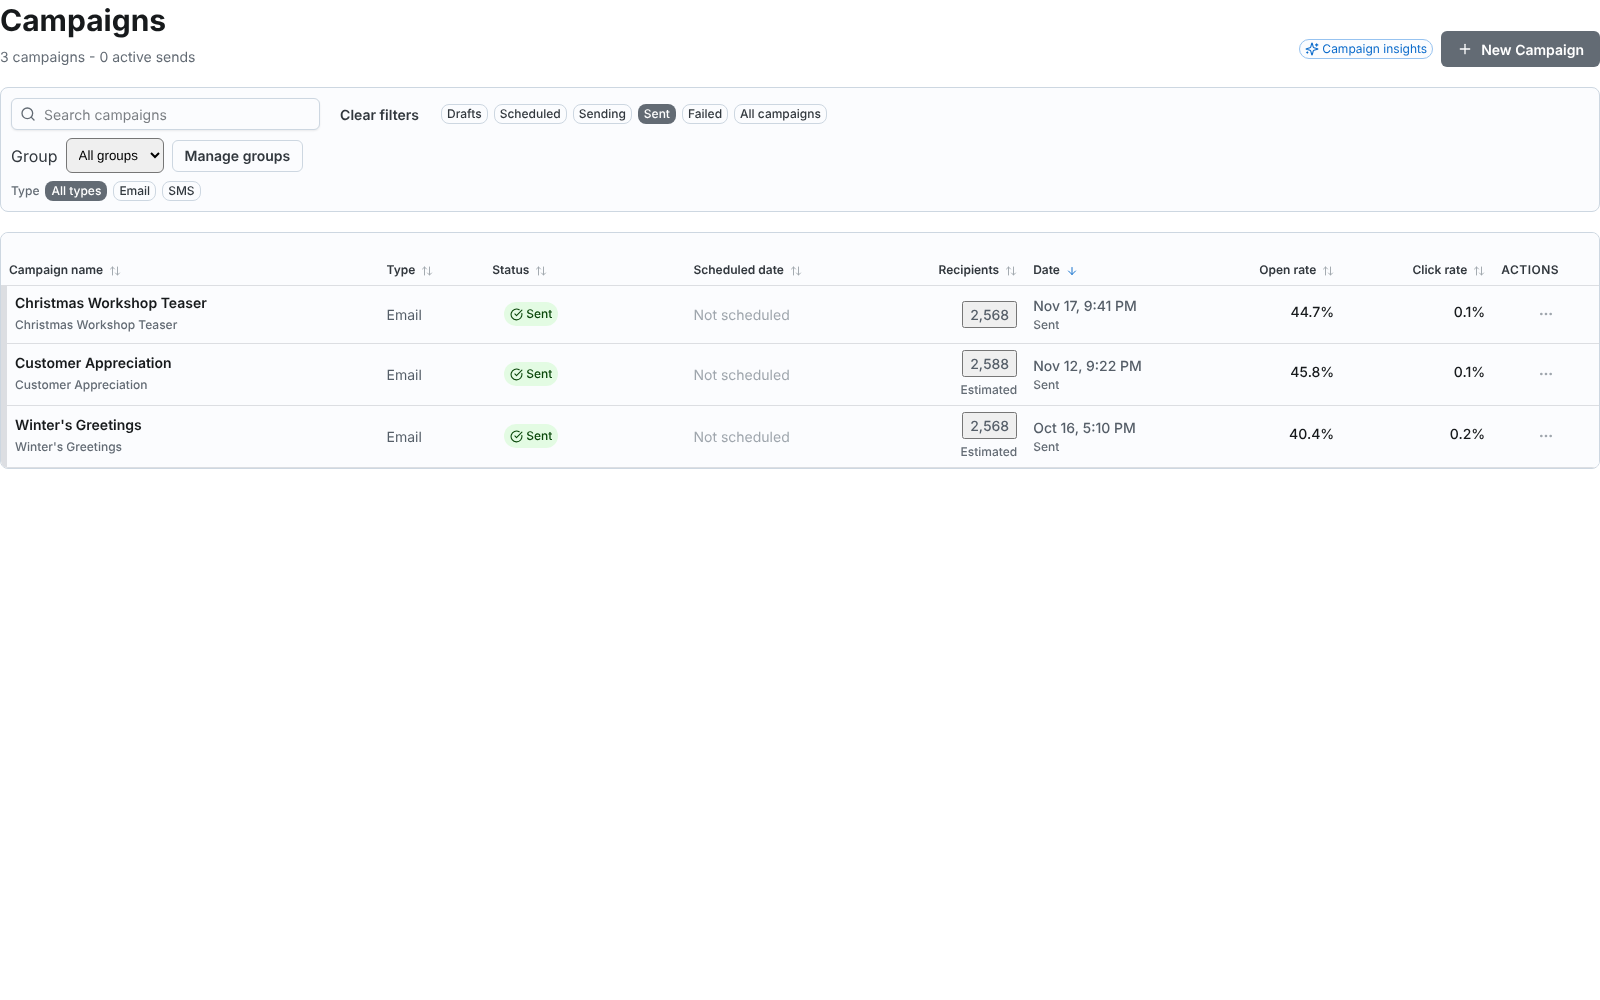 Campaigns
3 campaigns - 0 active sends
Campaign insights
New Campaign
Search campaigns
Clear filters
Drafts
Scheduled
Sending
Sent
Failed
All campaigns
Group
All groups
Manage groups
Type
All types
Email
SMS
Campaign name Type Status Scheduled date Recipients Date Open rate Click rate ACTIONS
Christmas Workshop Teaser
Christmas Workshop Teaser
Email
Sent
Not scheduled
2,568
Nov 17, 9:41 PM
Sent
44.7%
0.1%
Customer Appreciation
Customer Appreciation
Email
Sent
Not scheduled
2,588
Estimated
Nov 12, 9:22 PM
Sent
45.8%
0.1%
Winter's Greetings
Winter's Greetings
Email
Sent
Not scheduled
2,568
Estimated
Oct 16, 5:10 PM
Sent
40.4%
0.2%